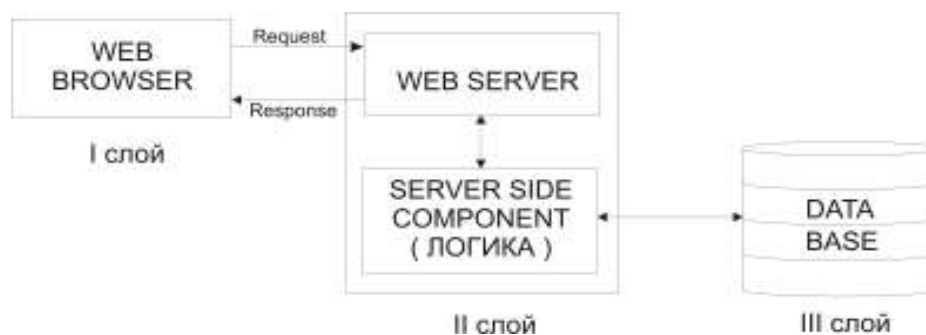 WEB
BROWSER
Request
Response
I слой
WEB SERVER
SERVER SIDE
COMPONENT
( ЛОГИКА )
II слой
DATA
BASE
III слой